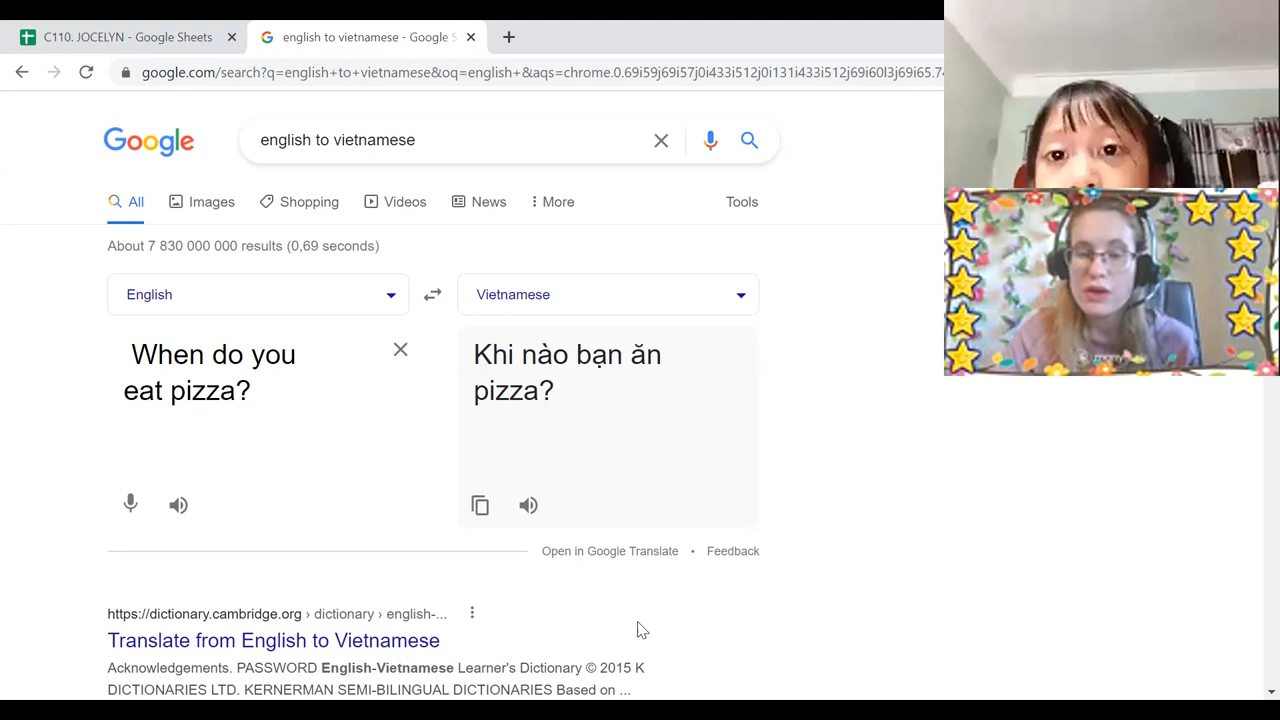 C110. JOCELYN - Google Sheets
english to vietnamese - Google S
google.com/search?q=english+to+vietnamese&oq=english+&aqs=chrome.0.69i59j69i57j0i433i512j0i131i433i512j69i60l3j69i65.74
Google
english to vietnamese
All
Images
Shopping
Videos
News
More
Tools
About 7 830 000 000 results (0,69 seconds)
English
Vietnamese
When do you
eat pizza?
Khi nào bạn ăn
pizza?
Open in Google Translate • Feedback
https://dictionary.cambridge.org › dictionary › english-...
Translate from English to Vietnamese
Acknowledgements. PASSWORD English-Vietnamese Learner's Dictionary © 2015 K
DICTIONARIES LTD. KERNERMAN SEMI-BILINGUAL DICTIONARIES Based on ...